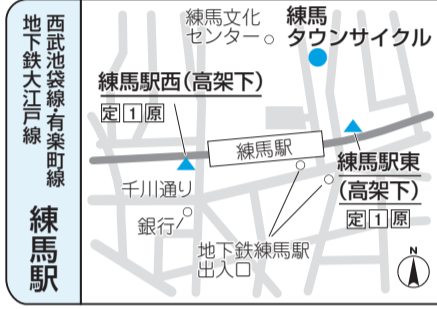 西武池袋線・有楽町線
地下鉄大江戸線
練馬駅
練馬文化
センター
練馬
タウンサイクル
練馬駅西(高架下)
定 1 原
練馬駅
千川通り
銀行
練馬駅東
(高架下)
定 1 原
地下鉄練馬駅
出入口
N